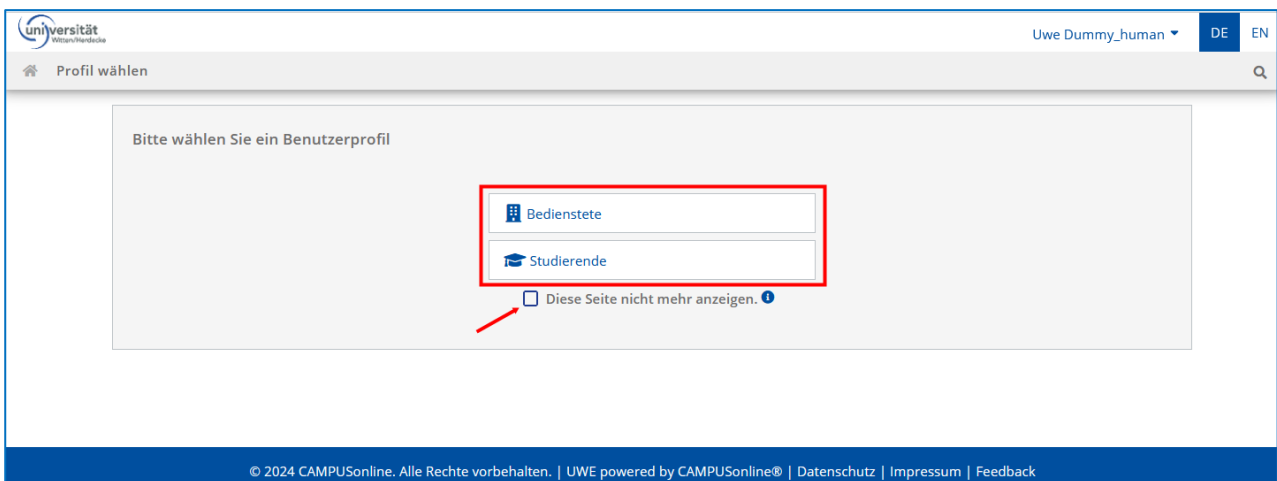 universität
Witten/Herdecke
Uwe Dummy_human
DE
EN
Profil wählen
Bitte wählen Sie ein Benutzerprofil
Bedienstete
Studierende
Diese Seite nicht mehr anzeigen.
© 2024 CAMPUSonline. Alle Rechte vorbehalten. | UWE powered by CAMPUSonline® | Datenschutz | Impressum | Feedback